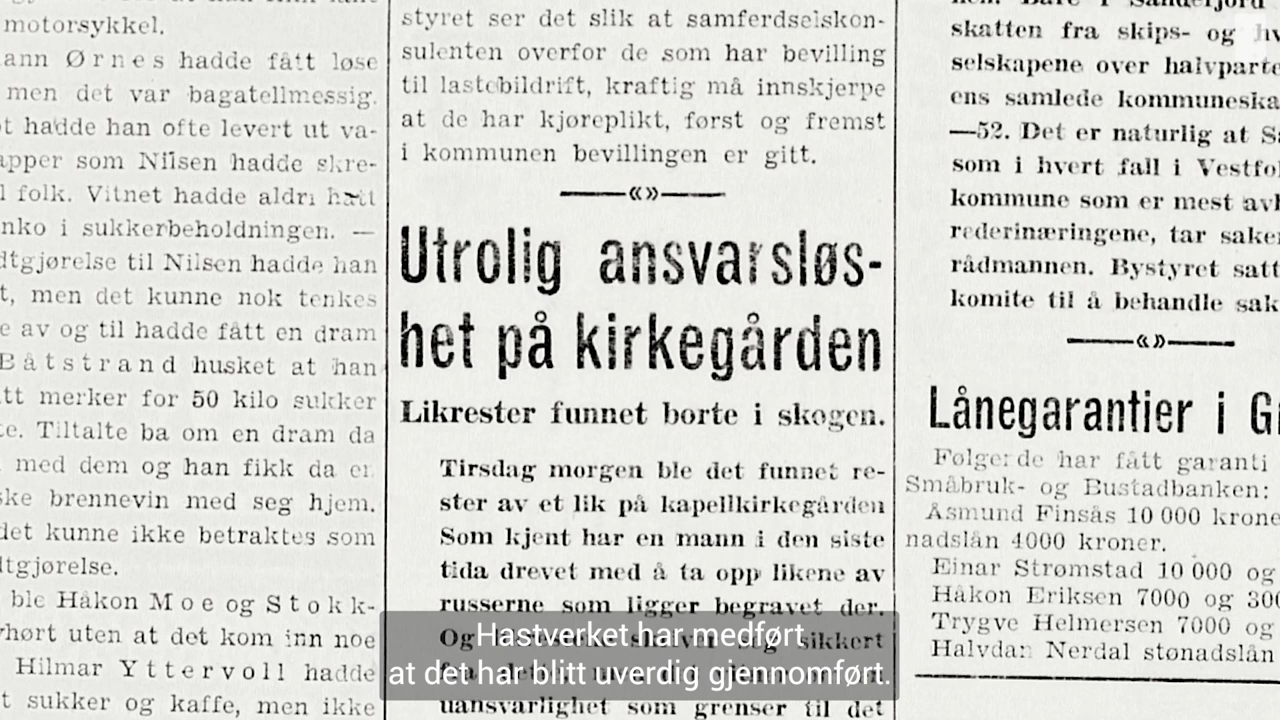 motorsykkel.
ann Ørnes hadde fått løse
men det var bagatellmessig.
t hadde han ofte levert ut va-
apper som Nilsen hadde skre-
l folk. Vitnet hadde aldri hatt
nko i sukkerbeholdningen. —
dtgjørelse til Nilsen hadde han
t, men det kunne nok tenkes
e av og til hadde fått en dram
Båtstrand husket at han
tt merker for 50 kilo sukker
te. Tiltalte ba om en dram da
med dem og han fikk da en
ske brennevin med seg hjem.
det kunne ikke betraktes som
dtgjørelse.
ble Håkon Moe og Stokk-
vhørt uten at det kom inn noe
Hilmar Yttervoll hadde
t sukker og kaffe, men ikke
styret ser det slik at samferdselskon-
sulenten overfor de som har bevilling
til lastebildrift, kraftig må innskjerpe
at de har kjøreplikt, først og fremst
i kommunen bevillingen er gitt.
«»
Utrolig ansvarsløs-
het på kirkegården
Likrester funnet borte i skogen.
Tirsdag morgen ble det funnet re-
ster av et lik på kapellkirkegården
Som kjent har en mann i den siste
tida drevet med å ta opp likene av
russerne som ligger begravet der.
Og sikkert
uansvarlighet som grenser til det
Hastverket har medført
at det har blitt uverdig gjennomført.
skatten fra skips- og hv
selskapene over halvparte
ens samlede kommuneska
—52. Det er naturlig at Sa
som i hvert fall i Vestfol
kommune som er mest avh
rederinæringene, tar saken
rådmannen. Bystyret satt
komite til å behandle sak
«»
Lånegarantier i G
Følgende har fått garanti
Småbruk- og Bustadbanken:
Åsmund Finsås 10 000 krone
nadslån 4000 kroner.
Einar Strømstad 10 000 og
Håkon Eriksen 7000 og 300
Trygve Helmersen 7000 og
Halvdan Nerdal stønadslån